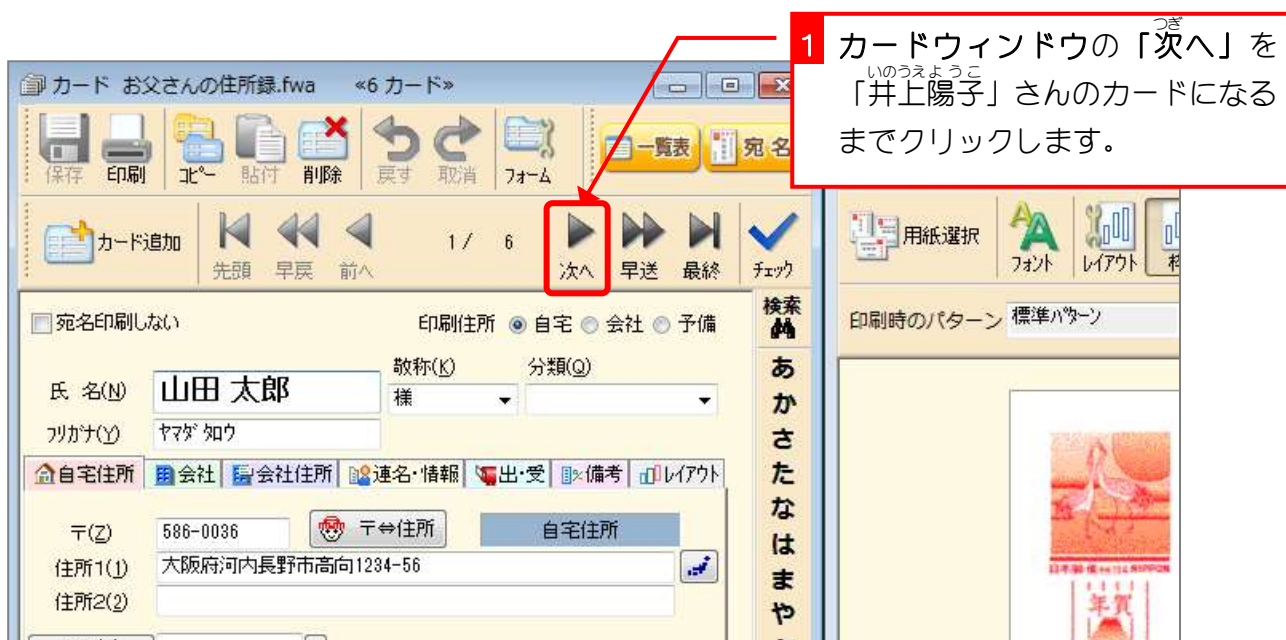 1 カードウィンドウの「次へ」を
つぎ
「井上陽子」さんのカードになる
いのうえようこ
までクリックします。
カード お父さんの住所録.fwa «6 カード»
保存 印刷 コピー 貼付 削除 戻す 取消 フォーム 一覧表 宛 名
カード追加 先頭 早戻 前へ 1/ 6 次へ 早送 最終 チェック
宛名印刷しない 印刷住所 自宅 会社 予備
敬称(K) 分類(Q)
氏 名(N) 山田 太郎 様
フリガナ(Y) ヤマダ タロウ
自宅住所 会社 会社住所 連名・情報 出・受 備考 レイアウト
〒(Z) 586-0036 〒⇔住所 自宅住所
住所1(1) 大阪府河内長野市高向1234-56
住所2(2)
検索
あ
か
さ
た
な
は
ま
や
用紙選択 フォント レイアウト
印刷時のパターン 標準パターン
年賀